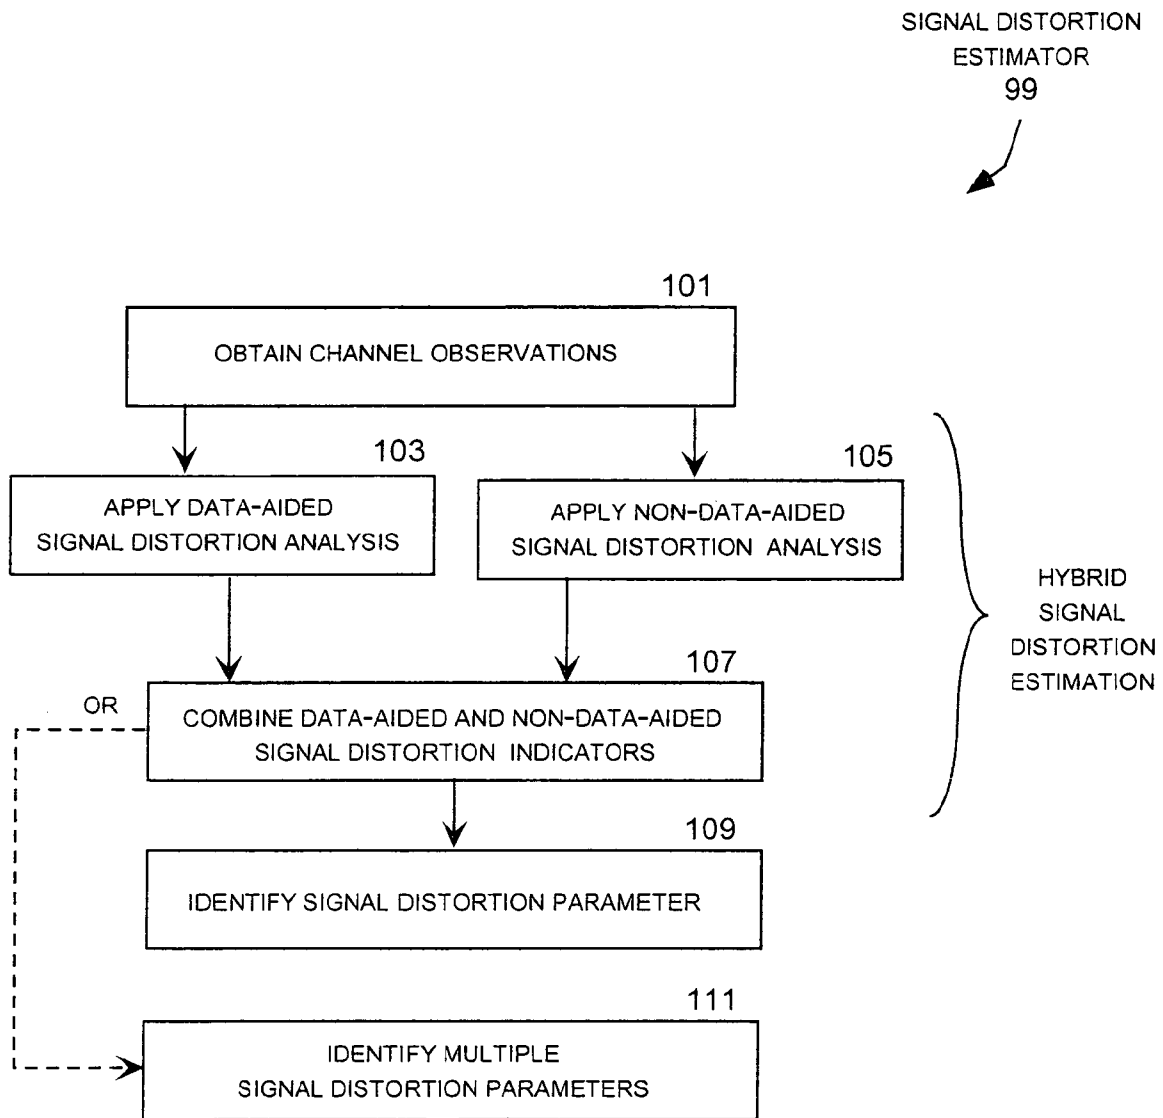 SIGNAL DISTORTION
ESTIMATOR
99
101
OBTAIN CHANNEL OBSERVATIONS
103
APPLY DATA-AIDED
SIGNAL DISTORTION ANALYSIS
105
APPLY NON-DATA-AIDED
SIGNAL DISTORTION ANALYSIS
HYBRID
SIGNAL
DISTORTION
ESTIMATION
107
OR
COMBINE DATA-AIDED AND NON-DATA-AIDED
SIGNAL DISTORTION INDICATORS
109
IDENTIFY SIGNAL DISTORTION PARAMETER
111
IDENTIFY MULTIPLE
SIGNAL DISTORTION PARAMETERS